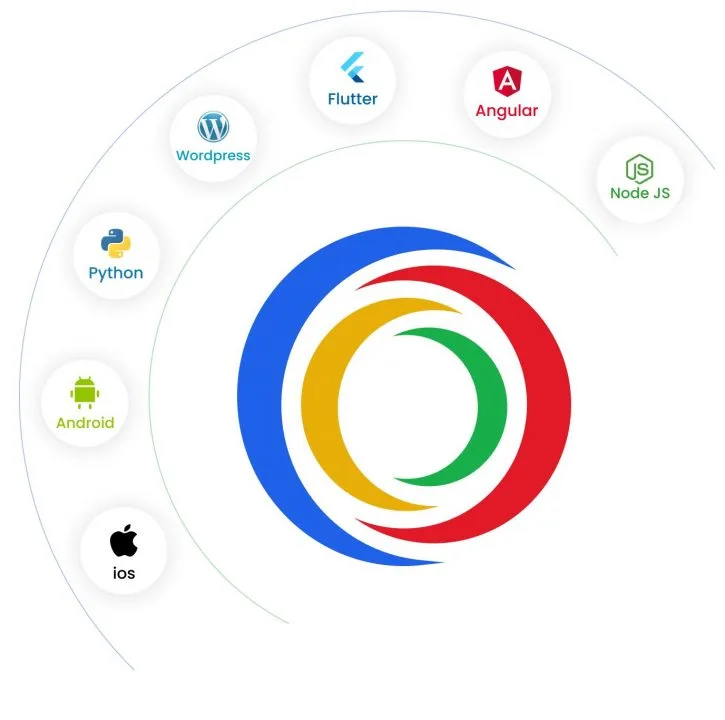 Flutter
Angular
Wordpress
Node JS
Python
Android
ios